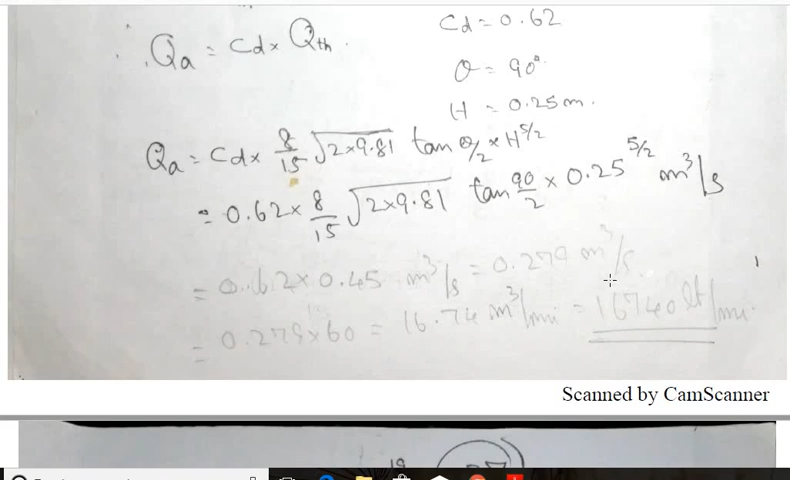 Cd = 0.62
∴ Qa = Cd × Qth.
θ = 90°.
H = 0.25 m.
Qa = Cd × 8/15 √2×9.81 tan θ/2 × H^5/2
= 0.62 × 8/15 √2×9.81 tan 90/2 × 0.25^5/2 m³/s
= 0.62 × 0.45 m³/s = 0.279 m³/s.
= 0.279×60 = 16.74 m³/min = 16740 lt/min.
Scanned by CamScanner